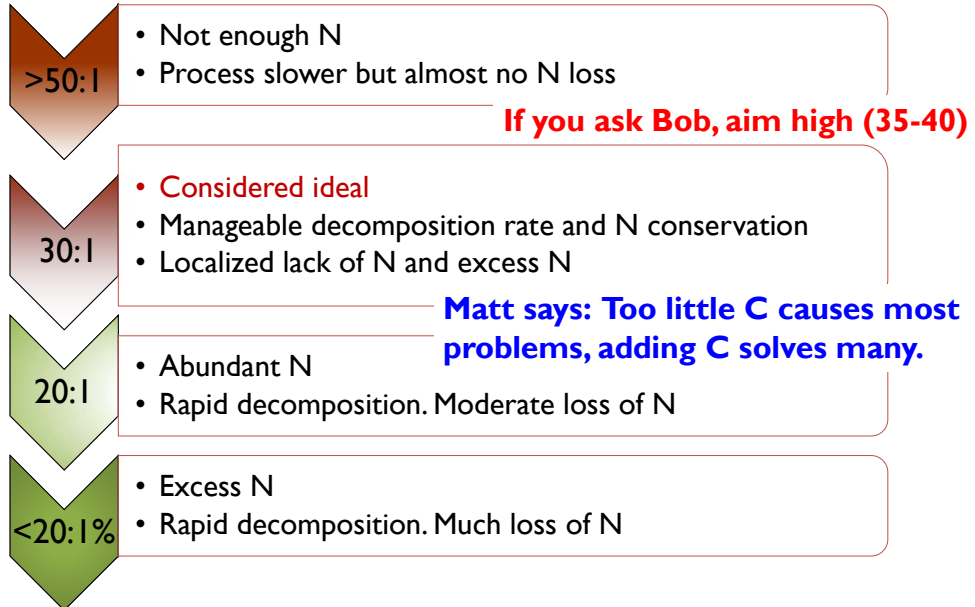 >50:1
• Not enough N
• Process slower but almost no N loss
If you ask Bob, aim high (35-40)
30:1
• Considered ideal
• Manageable decomposition rate and N conservation
• Localized lack of N and excess N
Matt says: Too little C causes most
problems, adding C solves many.
20:1
• Abundant N
• Rapid decomposition. Moderate loss of N
<20:1%
• Excess N
• Rapid decomposition. Much loss of N